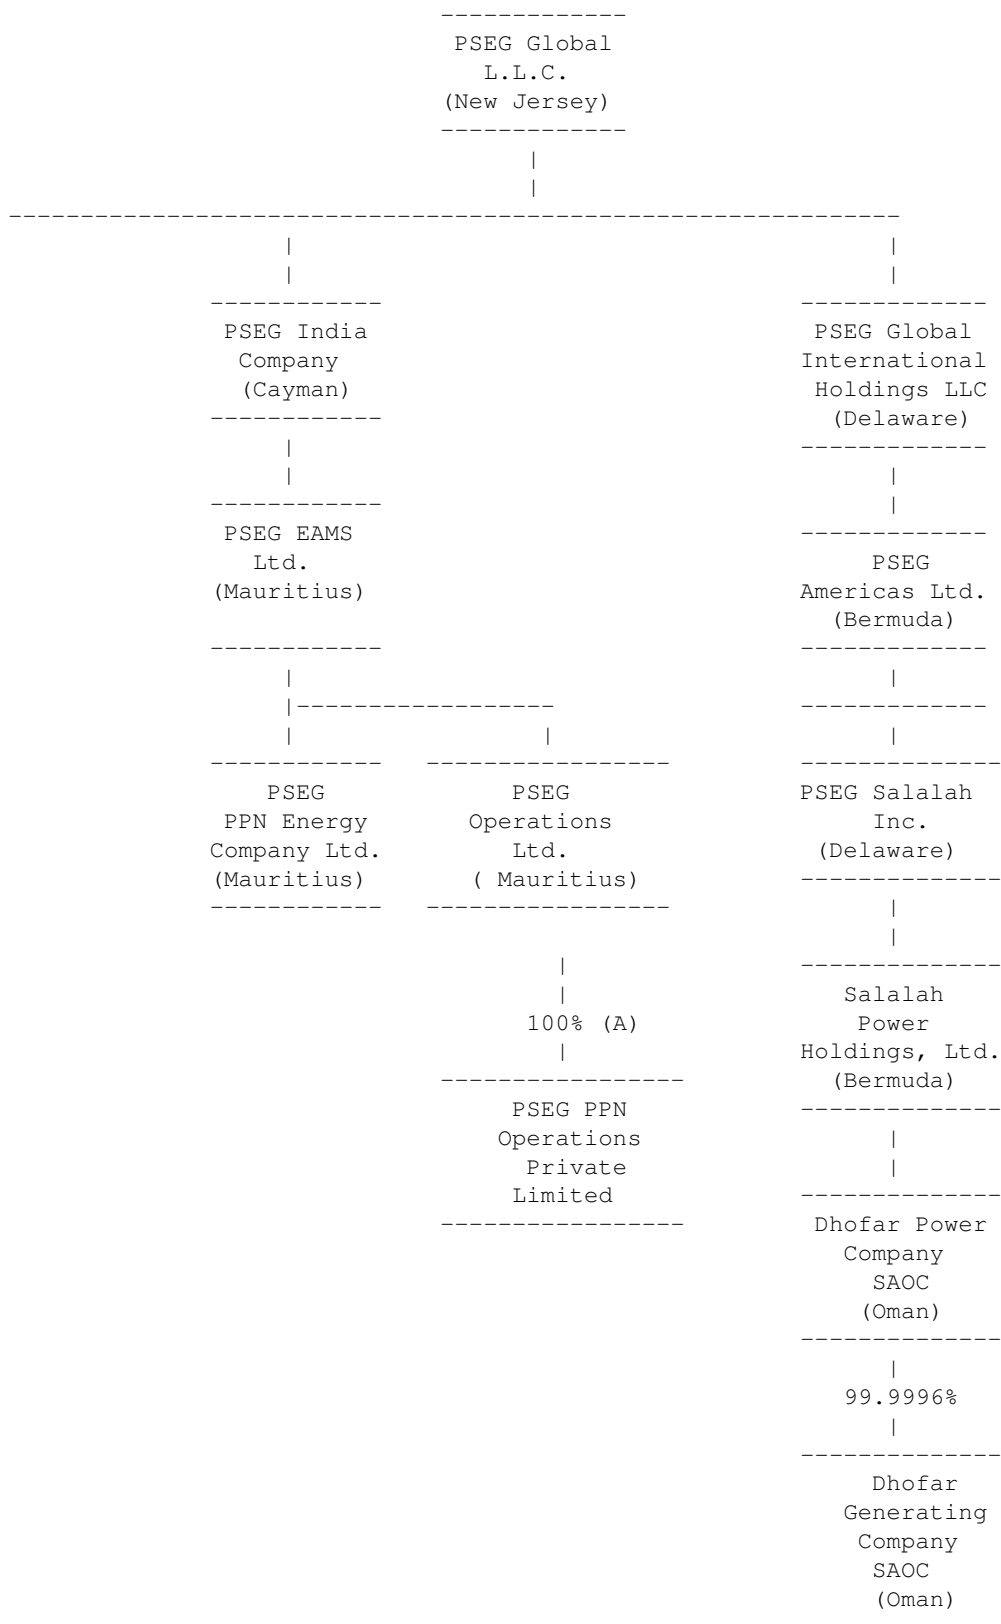 PSEG Global
L.L.C.
(New Jersey)
PSEG India
Company
(Cayman)
PSEG Global
International
Holdings LLC
(Delaware)
PSEG EAMS
Ltd.
(Mauritius)
PSEG
Americas Ltd.
(Bermuda)
PSEG
PPN Energy
Company Ltd.
(Mauritius)
PSEG
Operations
Ltd.
( Mauritius)
PSEG Salalah
Inc.
(Delaware)
100% (A)
PSEG PPN
Operations
Private
Limited
Salalah
Power
Holdings, Ltd.
(Bermuda)
Dhofar Power
Company
SAOC
(Oman)
99.9996%
Dhofar
Generating
Company
SAOC
(Oman)